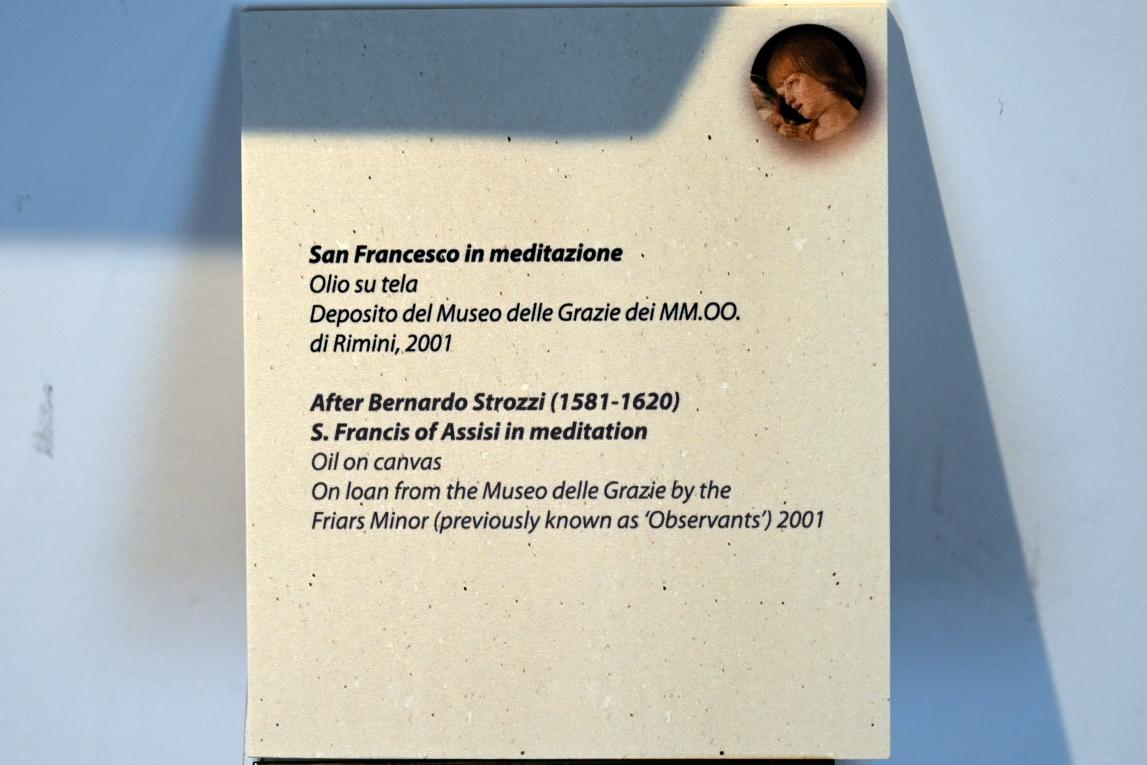 San Francesco in meditazione
Olio su tela
Deposito del Museo delle Grazie dei MM.OO.
di Rimini, 2001
After Bernardo Strozzi (1581-1620)
S. Francis of Assisi in meditation
Oil on canvas
On loan from the Museo delle Grazie by the
Friars Minor (previously known as ‘Observants’) 2001